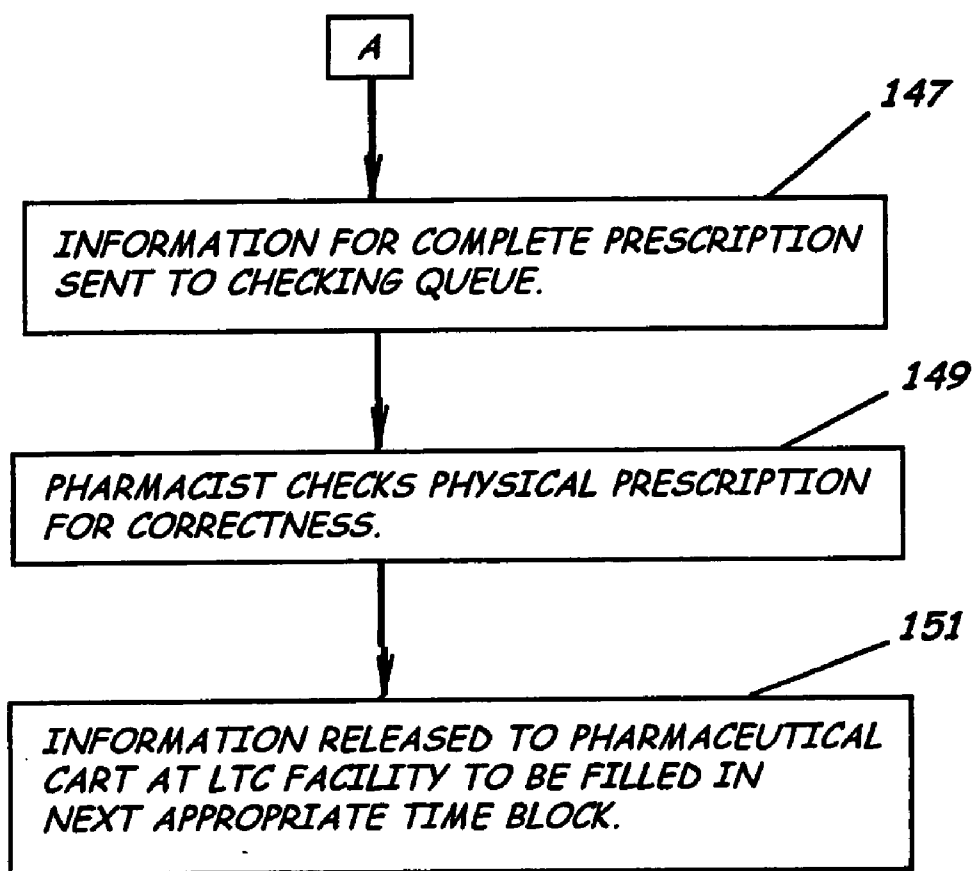 A
147
INFORMATION FOR COMPLETE PRESCRIPTION
SENT TO CHECKING QUEUE.
149
PHARMACIST CHECKS PHYSICAL PRESCRIPTION
FOR CORRECTNESS.
151
INFORMATION RELEASED TO PHARMACEUTICAL
CART AT LTC FACILITY TO BE FILLED IN
NEXT APPROPRIATE TIME BLOCK.